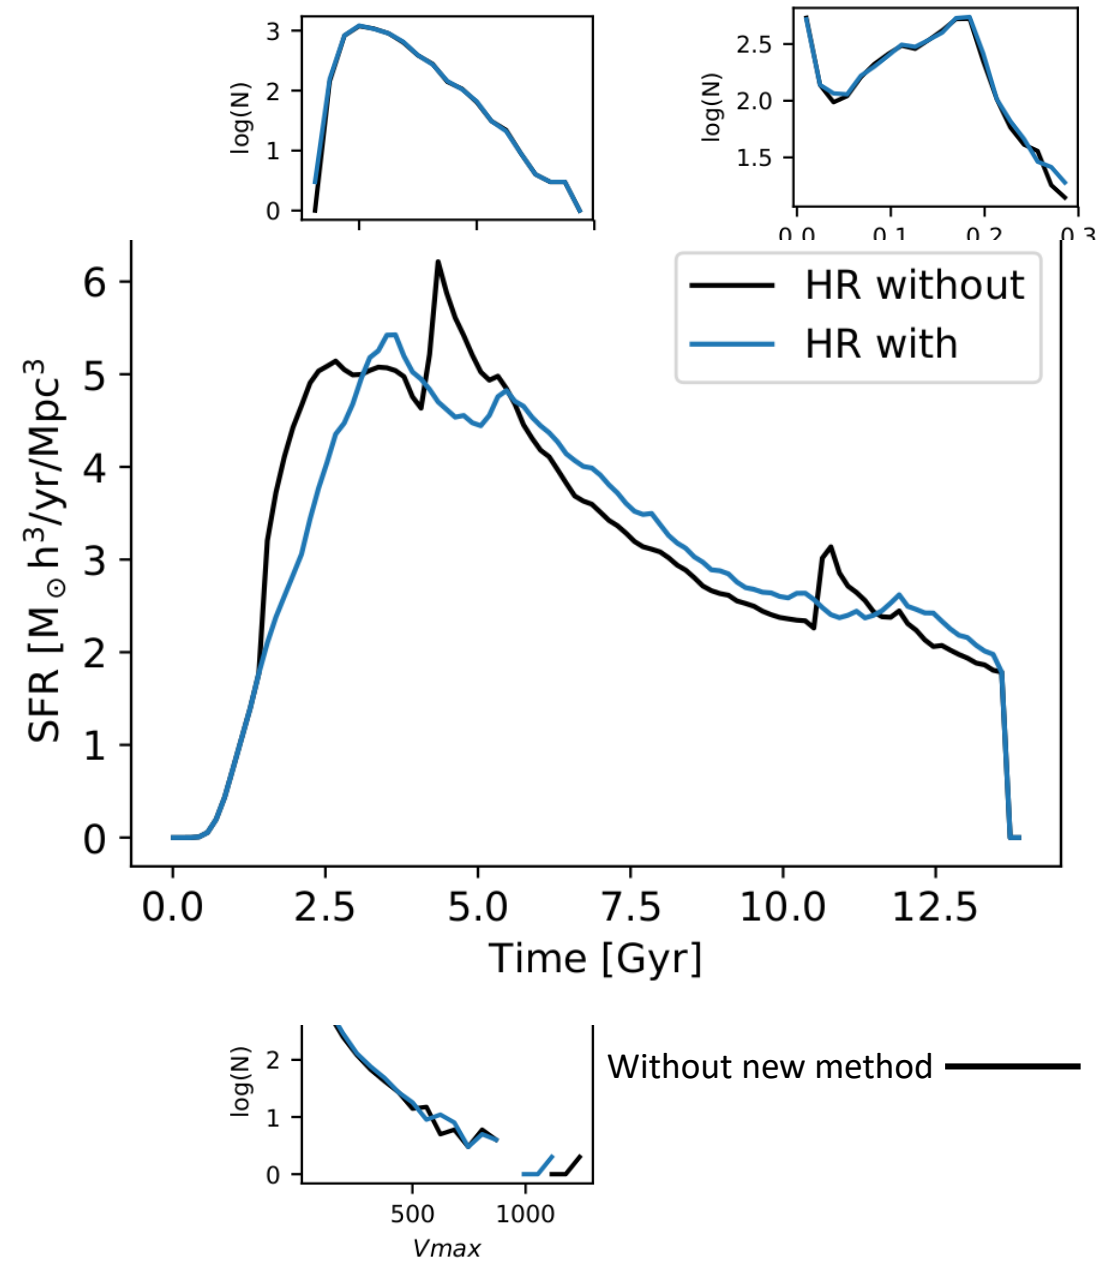 3
2
1
0
log(N)
2.5
2.0
1.5
log(N)
0.0 0.1 0.2 0.3
HR without
HR with
6
5
4
3
2
1
0
SFR [M⊙h³/yr/Mpc³]
0.0 2.5 5.0 7.5 10.0 12.5
Time [Gyr]
2
1
0
log(N)
500 1000
Vmax
Without new method